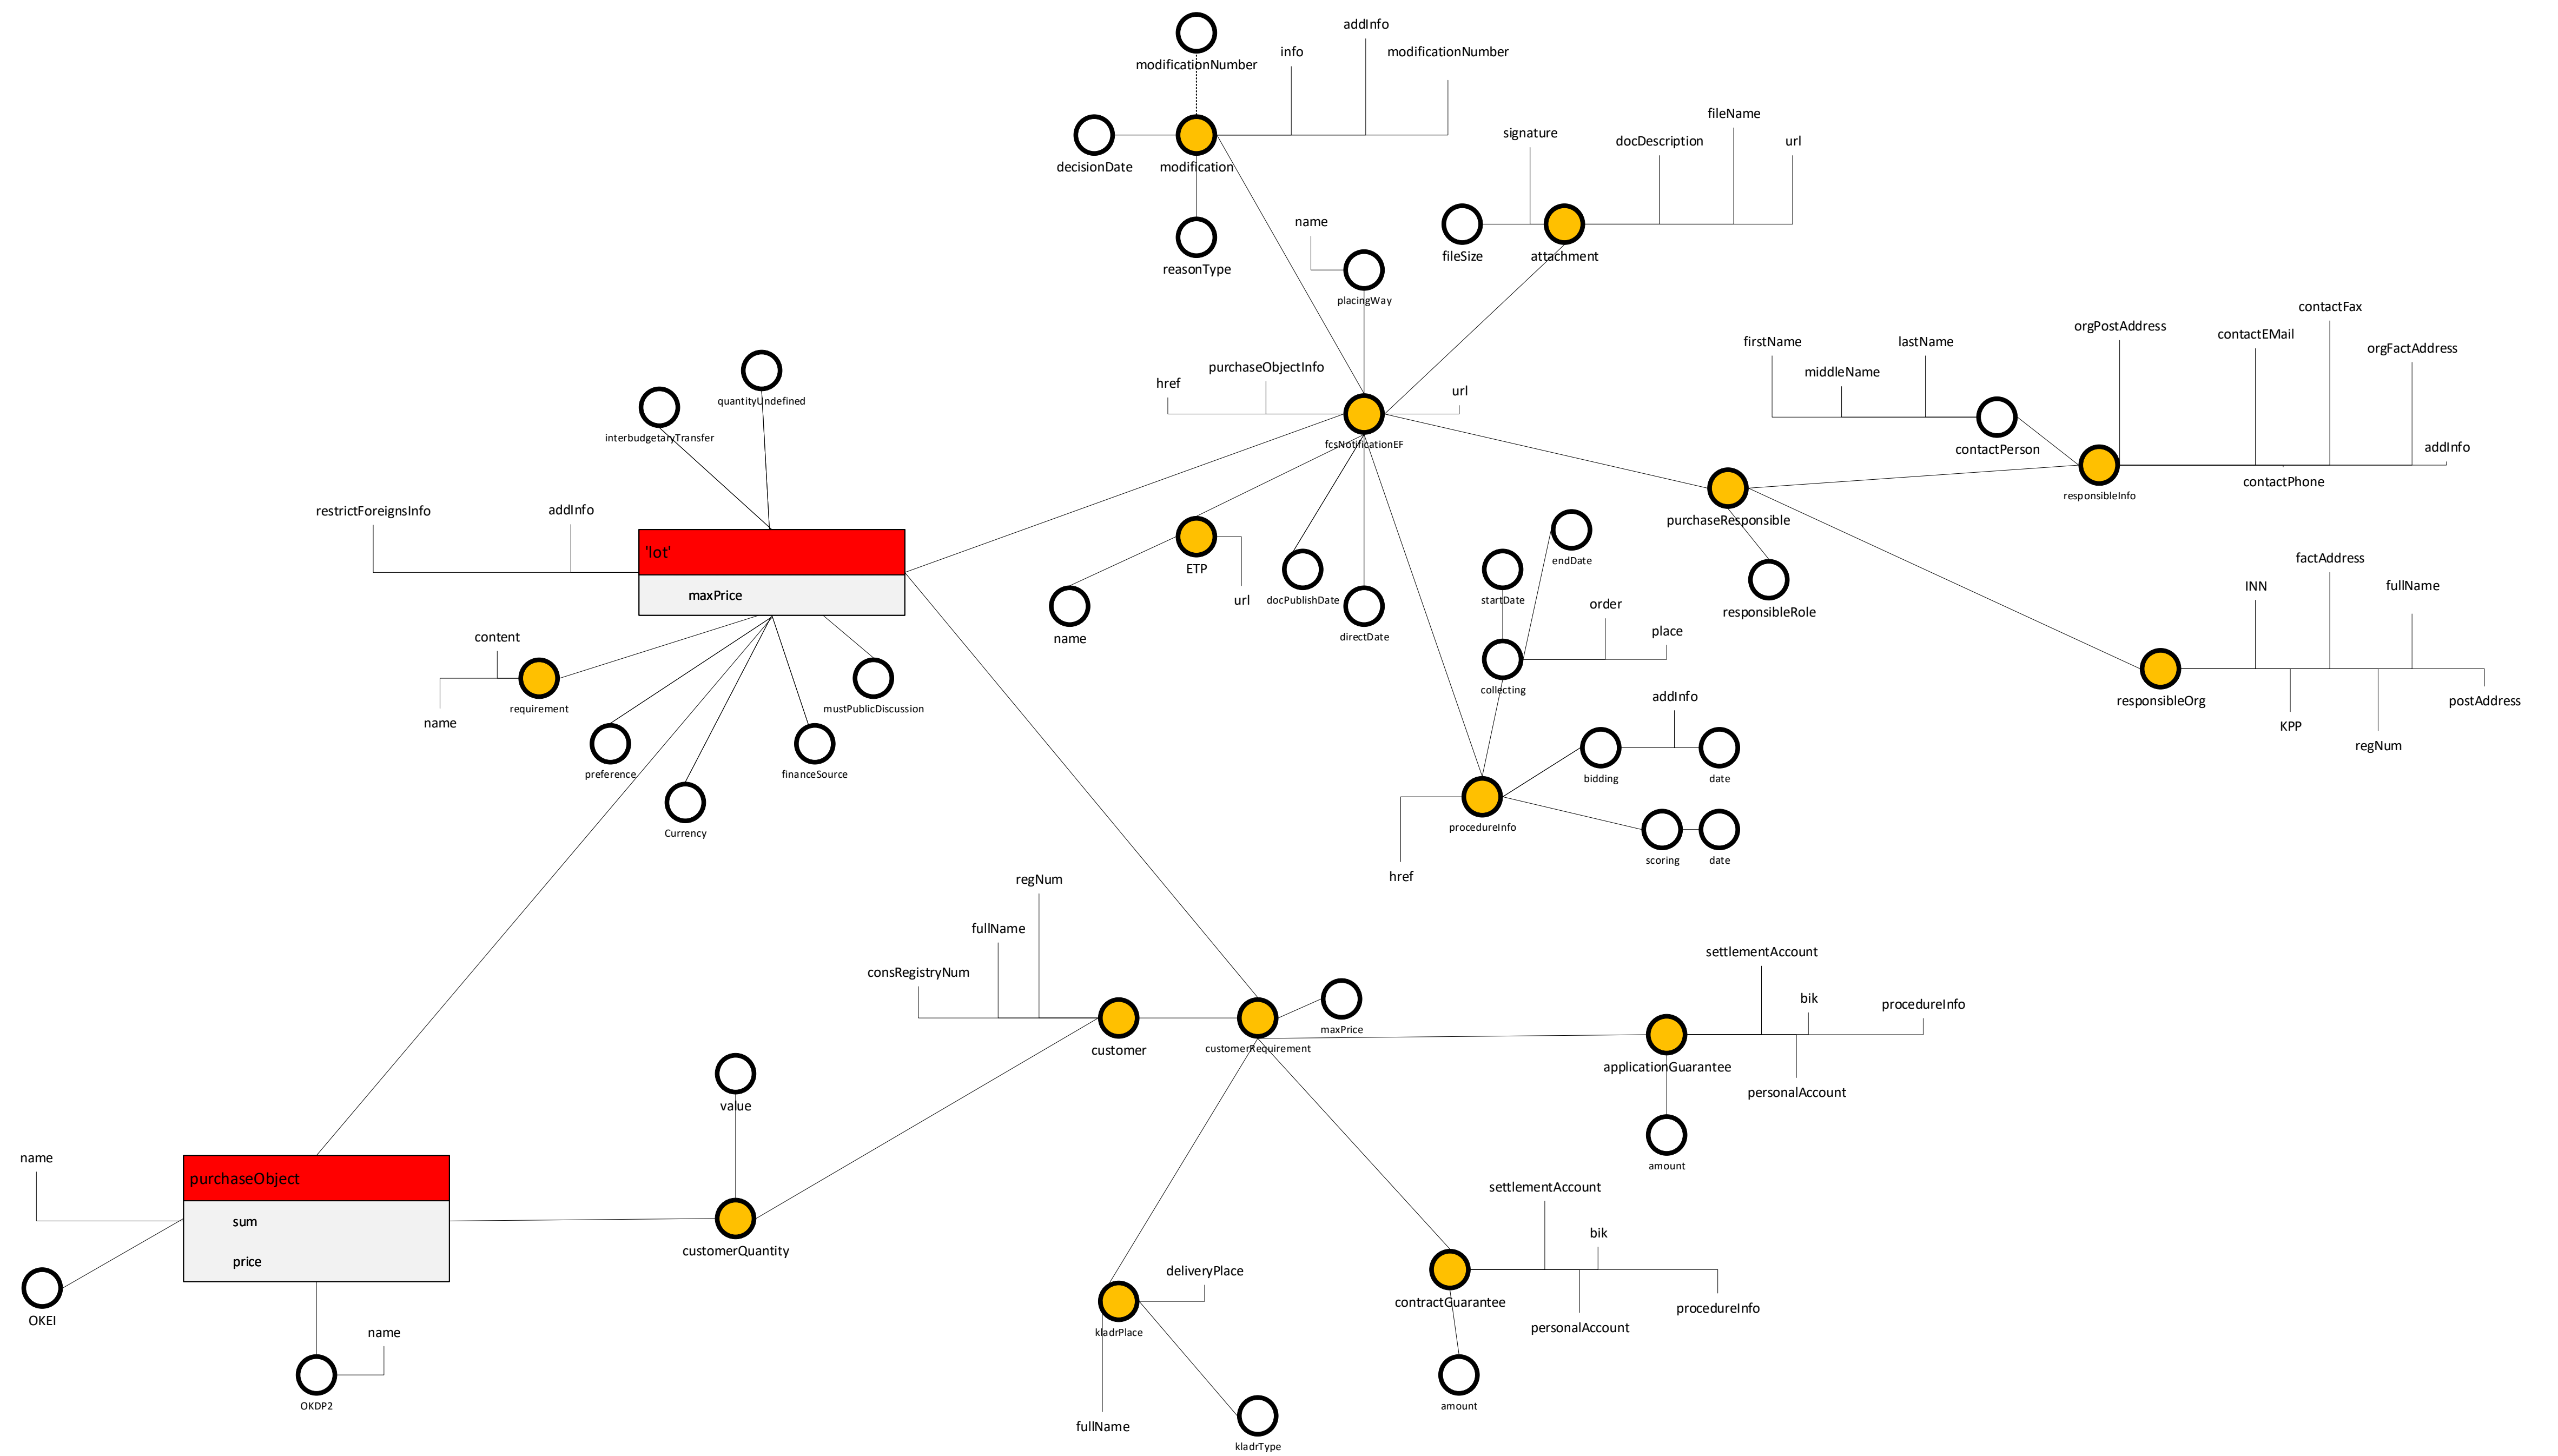 addInfo
info
modificationNumber
modificationNumber
fileName
signature
docDescription
url
decisionDate
modification
name
fileSize
attachment
reasonType
placingWay
contactFax
orgPostAddress
contactEMail
firstName
lastName
orgFactAddress
purchaseObjectInfo
middleName
href
url
quantityUndefined
interbudgetaryTransfer
fcsNotificationEF
contactPerson
addInfo
contactPhone
responsibleInfo
restrictForeignsInfo
addInfo
purchaseResponsible
'lot'
maxPrice
endDate
factAddress
ETP
INN
fullName
url
docPublishDate
startDate
order
responsibleRole
content
name
directDate
place
requirement
mustPublicDiscussion
collecting
addInfo
responsibleOrg
postAddress
name
KPP
regNum
preference
financeSource
bidding
date
Currency
procedureInfo
scoring
date
href
regNum
fullName
settlementAccount
consRegistryNum
bik
procedureInfo
maxPrice
customer
customerRequirement
applicationGuarantee
personalAccount
value
name
amount
purchaseObject
sum
price
settlementAccount
bik
customerQuantity
deliveryPlace
contractGuarantee
procedureInfo
OKEI
name
kladrPlace
personalAccount
OKDP2
amount
fullName
kladrType